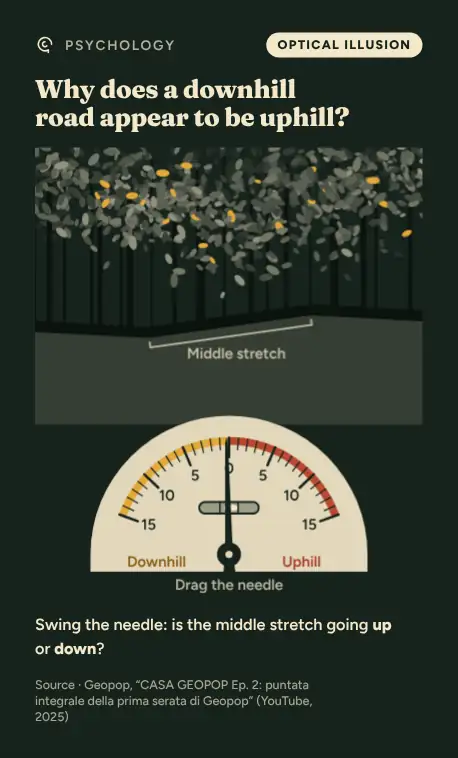 PSYCHOLOGY
OPTICAL ILLUSION
Why does a downhill
road appear to be uphill?
Middle stretch
15 10 5 0 5 10 15
Downhill
Uphill
Drag the needle
Swing the needle: is the middle stretch going up
or down?
Source · Geopop, “CASA GEOPOP Ep. 2: puntata
integrale della prima serata di Geopop” (YouTube,
2025)